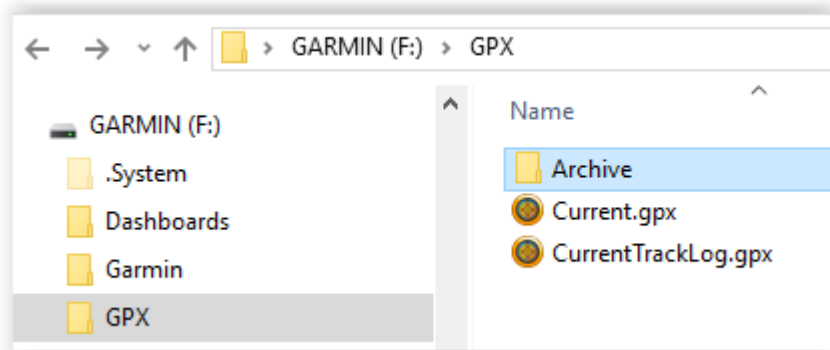 GARMIN (F:) > GPX
GARMIN (F:)
.System
Dashboards
Garmin
GPX
Name
Archive
Current.gpx
CurrentTrackLog.gpx